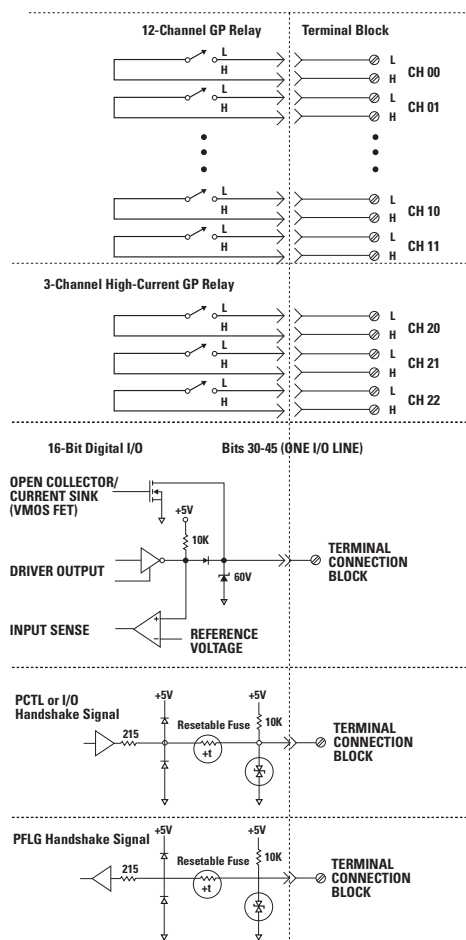 12-Channel GP Relay Terminal Block
L L
H H CH 00
L L
H H CH 01
L L
H H CH 10
L L
H H CH 11
3-Channel High-Current GP Relay
L L
H H CH 20
L L
H H CH 21
L L
H H CH 22
16-Bit Digital I/O Bits 30-45 (ONE I/O LINE)
OPEN COLLECTOR/
CURRENT SINK
(VMOS FET)
+5V
10K
DRIVER OUTPUT
60V
TERMINAL
CONNECTION
BLOCK
INPUT SENSE
+
–
REFERENCE
VOLTAGE
PCTL or I/O
Handshake Signal
+5V +5V
215
Resetable Fuse
+t
10K
TERMINAL
CONNECTION
BLOCK
PFLG Handshake Signal
+5V +5V
215
Resetable Fuse
+t
10K
TERMINAL
CONNECTION
BLOCK